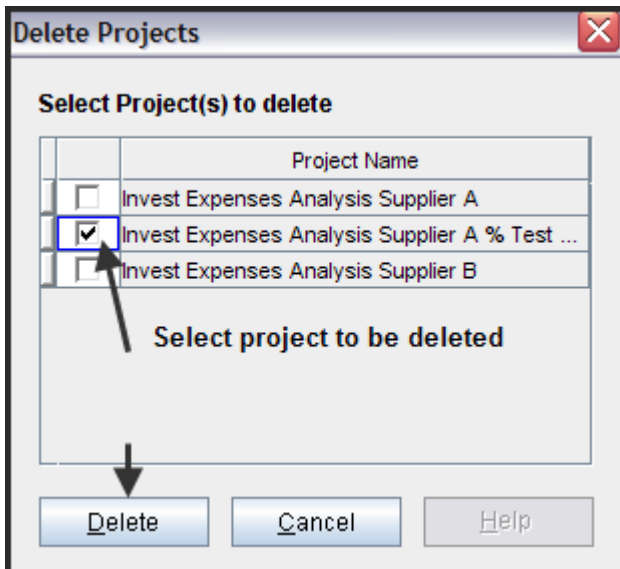 Delete Projects
Select Project(s) to delete
Project Name
Invest Expenses Analysis Supplier A
Invest Expenses Analysis Supplier A % Test ...
Invest Expenses Analysis Supplier B
Select project to be deleted
Delete Cancel Help